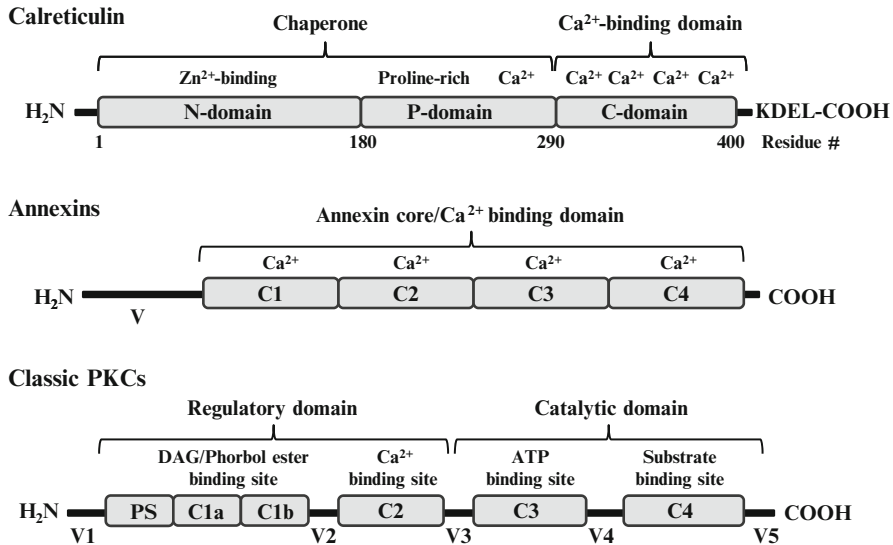 Calreticulin
Chaperone Ca²⁺-binding domain
Zn²⁺-binding Proline-rich Ca²⁺ Ca²⁺ Ca²⁺ Ca²⁺ Ca²⁺
H₂N N-domain P-domain C-domain KDEL-COOH
1 180 290 400 Residue #
Annexins
Annexin core/Ca²⁺ binding domain
Ca²⁺ Ca²⁺ Ca²⁺ Ca²⁺
H₂N C1 C2 C3 C4 COOH
V
Classic PKCs
Regulatory domain Catalytic domain
DAG/Phorbol ester Ca²⁺ ATP Substrate
binding site binding site binding site binding site
H₂N PS C1a C1b C2 C3 C4 COOH
V1 V2 V3 V4 V5